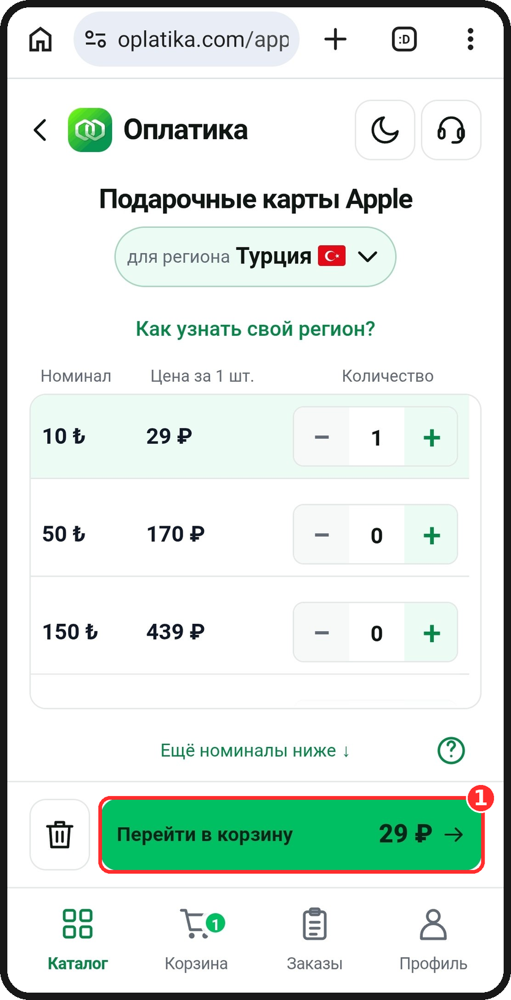 oplatika.com/app
:D
Оплатика
Подарочные карты Apple
для региона Турция
Как узнать свой регион?
Номинал Цена за 1 шт. Количество
10 ₺ 29 ₽ − 1 +
50 ₺ 170 ₽ − 0 +
150 ₺ 439 ₽ − 0 +
Ещё номиналы ниже ↓ ?
1
Перейти в корзину 29 ₽ →
1
Каталог Корзина Заказы Профиль